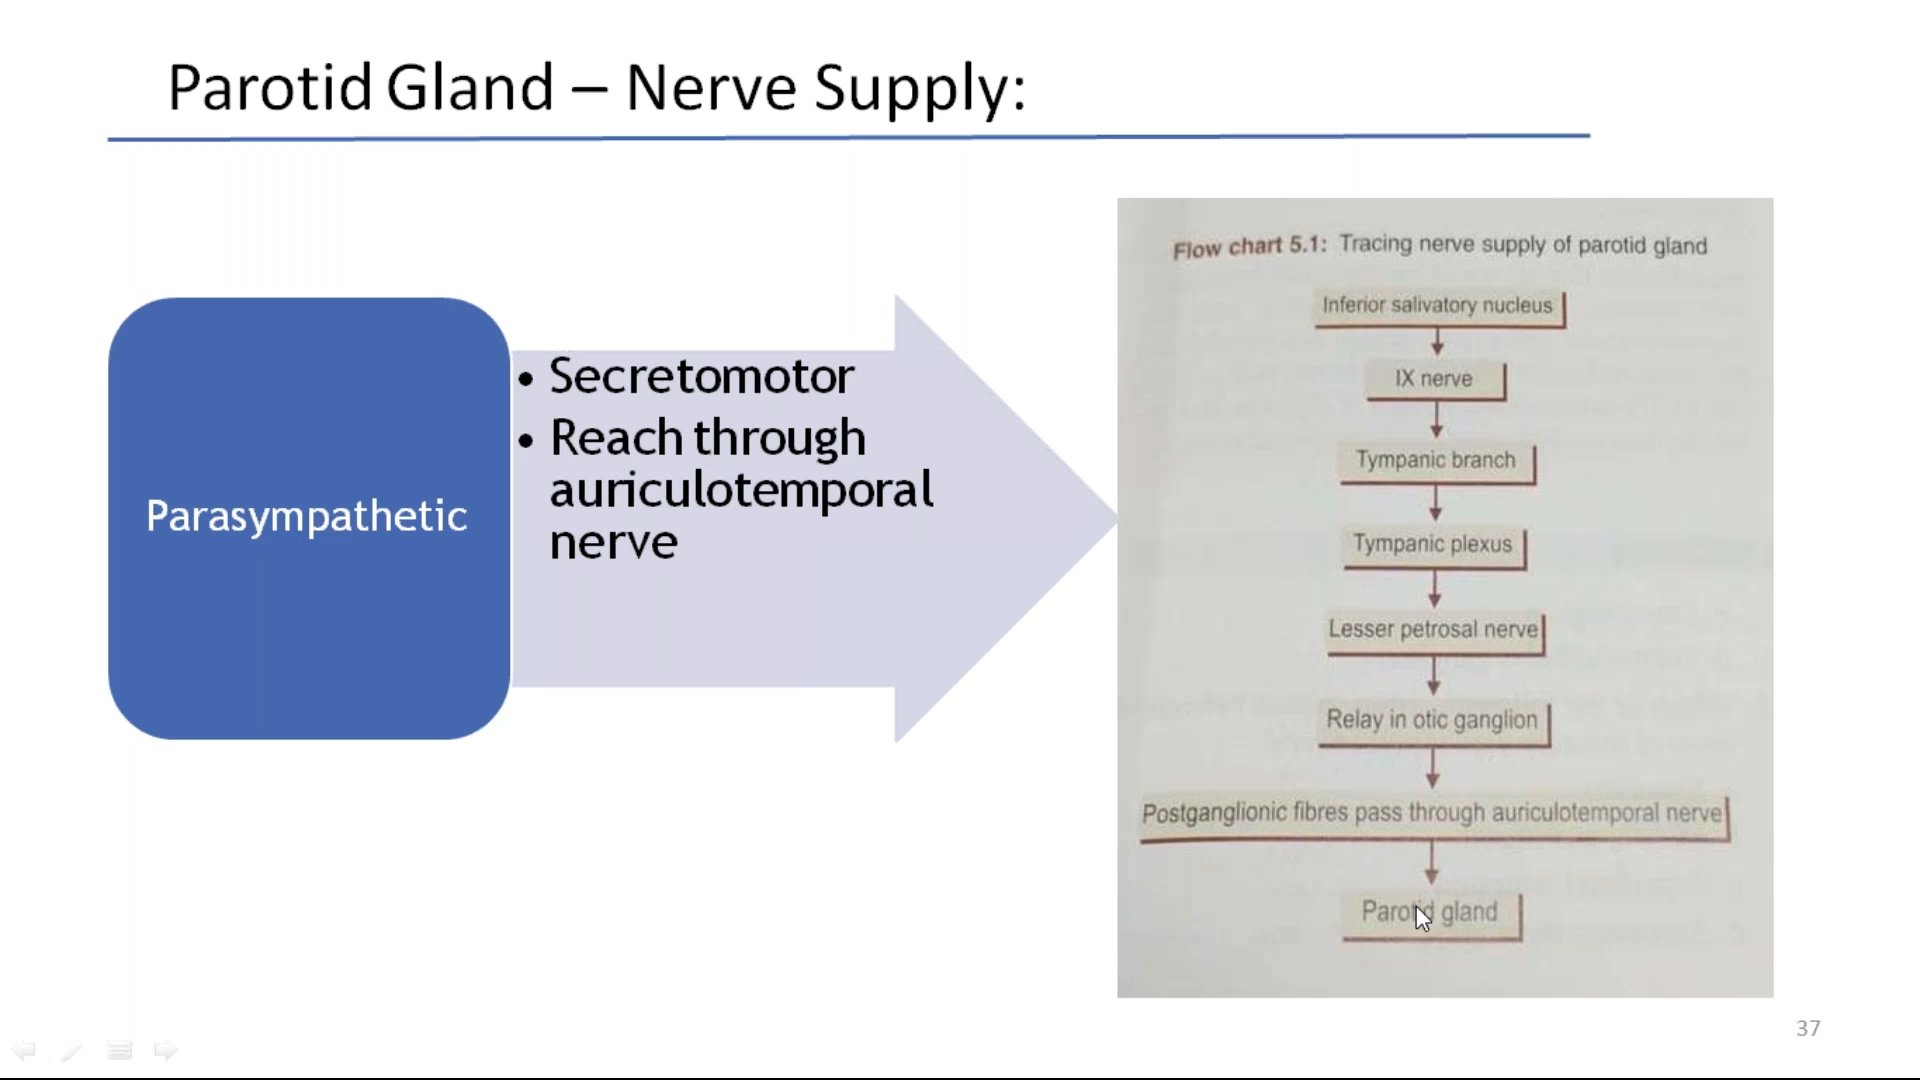 Parotid Gland – Nerve Supply:
Parasympathetic
• Secretomotor
• Reach through
auriculotemporal
nerve
Flow chart 5.1: Tracing nerve supply of parotid gland
Inferior salivatory nucleus
IX nerve
Tympanic branch
Tympanic plexus
Lesser petrosal nerve
Relay in otic ganglion
Postganglionic fibres pass through auriculotemporal nerve
Parotid gland
37